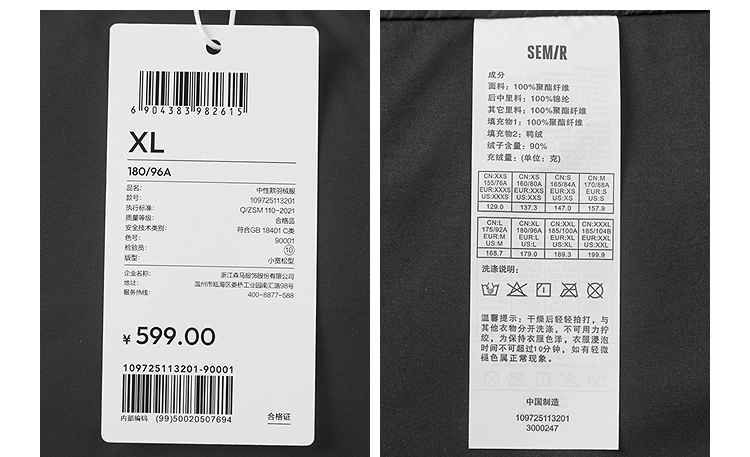 6 904383 982615
XL
180/96A
品名: 中性款羽绒服
款号: 109725113201
执行标准: Q/ZSM 110-2021
质量等级: 合格品
安全技术类别: 符合GB 18401 C类
色号: 90001
检验员: 10
版型: 小宽松型
企业名称: 浙江森马服饰股份有限公司
地址: 温州市瓯海区娄桥工业园南汇路98号
服务热线: 400-8877-588
¥ 599.00
109725113201-90001
内部编码 (99)50020507694
合格证
SEMIR
成分
面料: 100%聚酯纤维
后中里料: 100%锦纶
其它里料: 100%聚酯纤维
填充物1: 100%聚酯纤维
填充物2: 鸭绒
绒子含量: 90%
充绒量: (单位: 克)
CN:XXS CN:XS CN:S CN:M
155/76A 160/80A 165/84A 170/88A
EUR:XXXS EUR:XXS EUR:XS EUR:S
US:XXXS US:XXS US:XS US:S
129.0 137.3 147.0 157.9
CN:L CN:XL CN:XXL CN:XXXL
175/92A 180/96A 185/100A 185/104B
EUR:M EUR:L EUR:XL EUR:XXL
US:M US:L US:XL US:XXL
168.7 179.0 189.3 199.9
洗涤说明:
温馨提示: 干燥后轻轻拍打, 与
其他衣物分开洗涤, 不可用力拧
绞, 为保持衣服色泽, 衣服浸泡
时间不可超过10分钟, 如有轻微
褪色属正常现象。
中国制造
109725113201
3000247